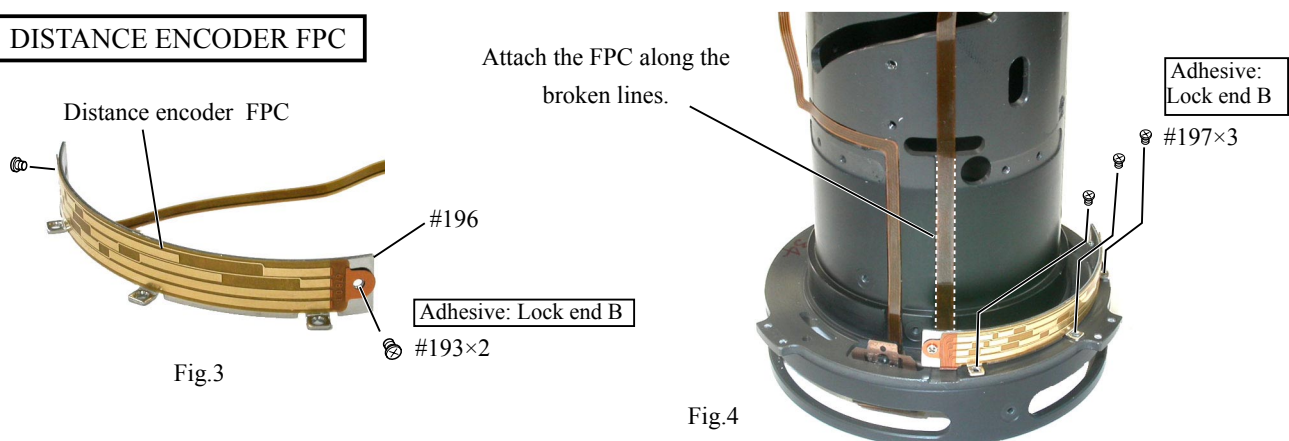 DISTANCE ENCODER FPC
Distance encoder FPC
#196
Adhesive: Lock end B
#193×2
Fig.3
Attach the FPC along the
broken lines.
Adhesive:
Lock end B
#197×3
Fig.4